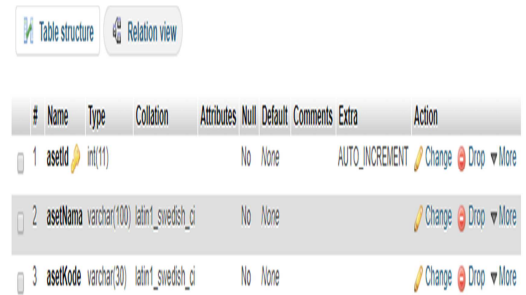 Table structure Relation view
# Name Type Collation Attributes Null Default Comments Extra Action
1 asetId int(11) No None AUTO_INCREMENT Change Drop More
2 asetNama varchar(100) latin1_swedish_ci No None Change Drop More
3 asetKode varchar(30) latin1_swedish_ci No None Change Drop More